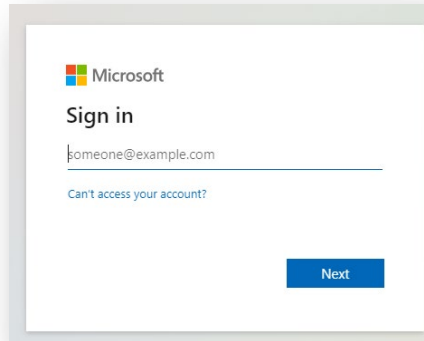 Microsoft
Sign in
someone@example.com
Can't access your account?
Next